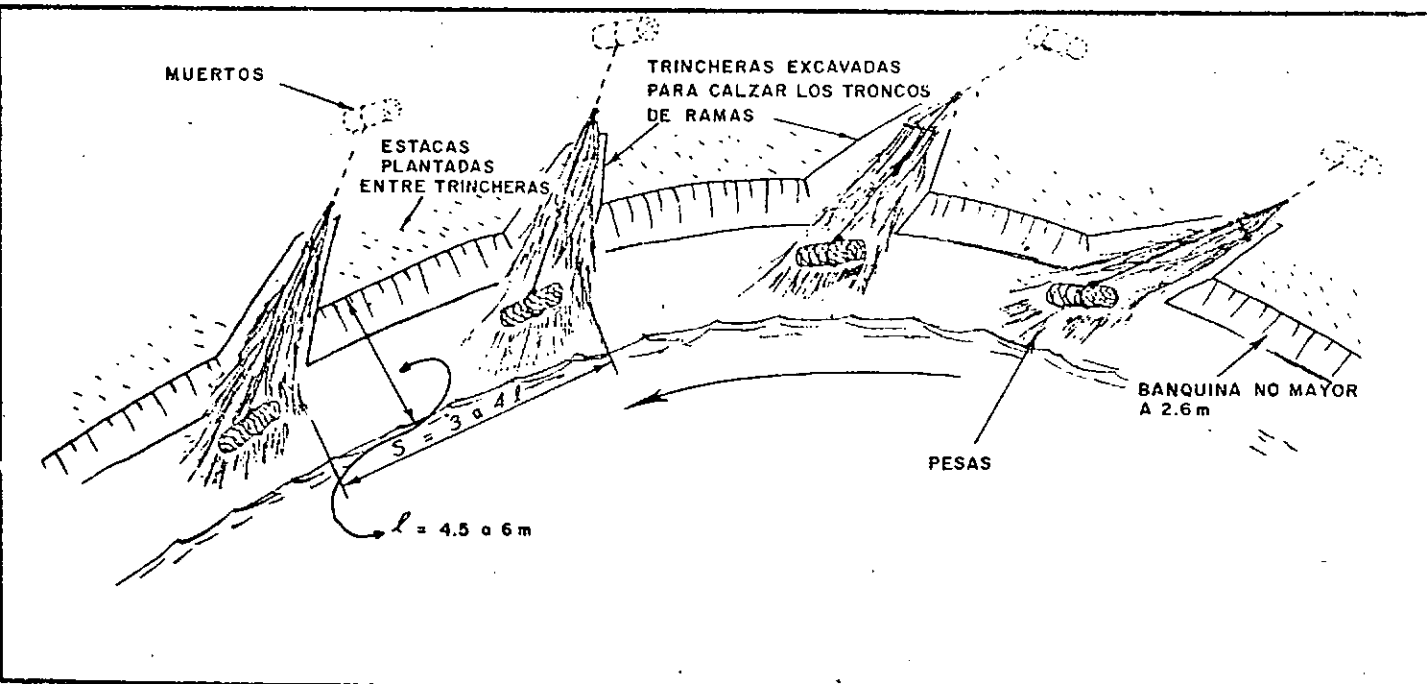 MUERTOS
TRINCHERAS EXCAVADAS
PARA CALZAR LOS TRONCOS
DE RAMAS
ESTACAS
PLANTADAS
ENTRE TRINCHERAS
S = 3 a 4 ℓ
BANQUINA NO MAYOR
A 2.6 m
PESAS
ℓ = 4.5 a 6 m